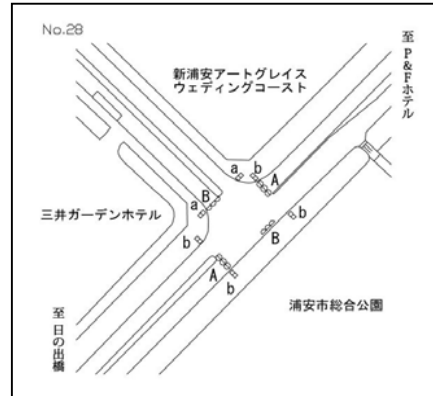 No.28
至 P&Fホテル
新浦安アートグレイス
ウェディングコースト
a
b
A
B
a
b
b
B
三井ガーデンホテル
A
b
浦安市総合公園
至 日の出橋